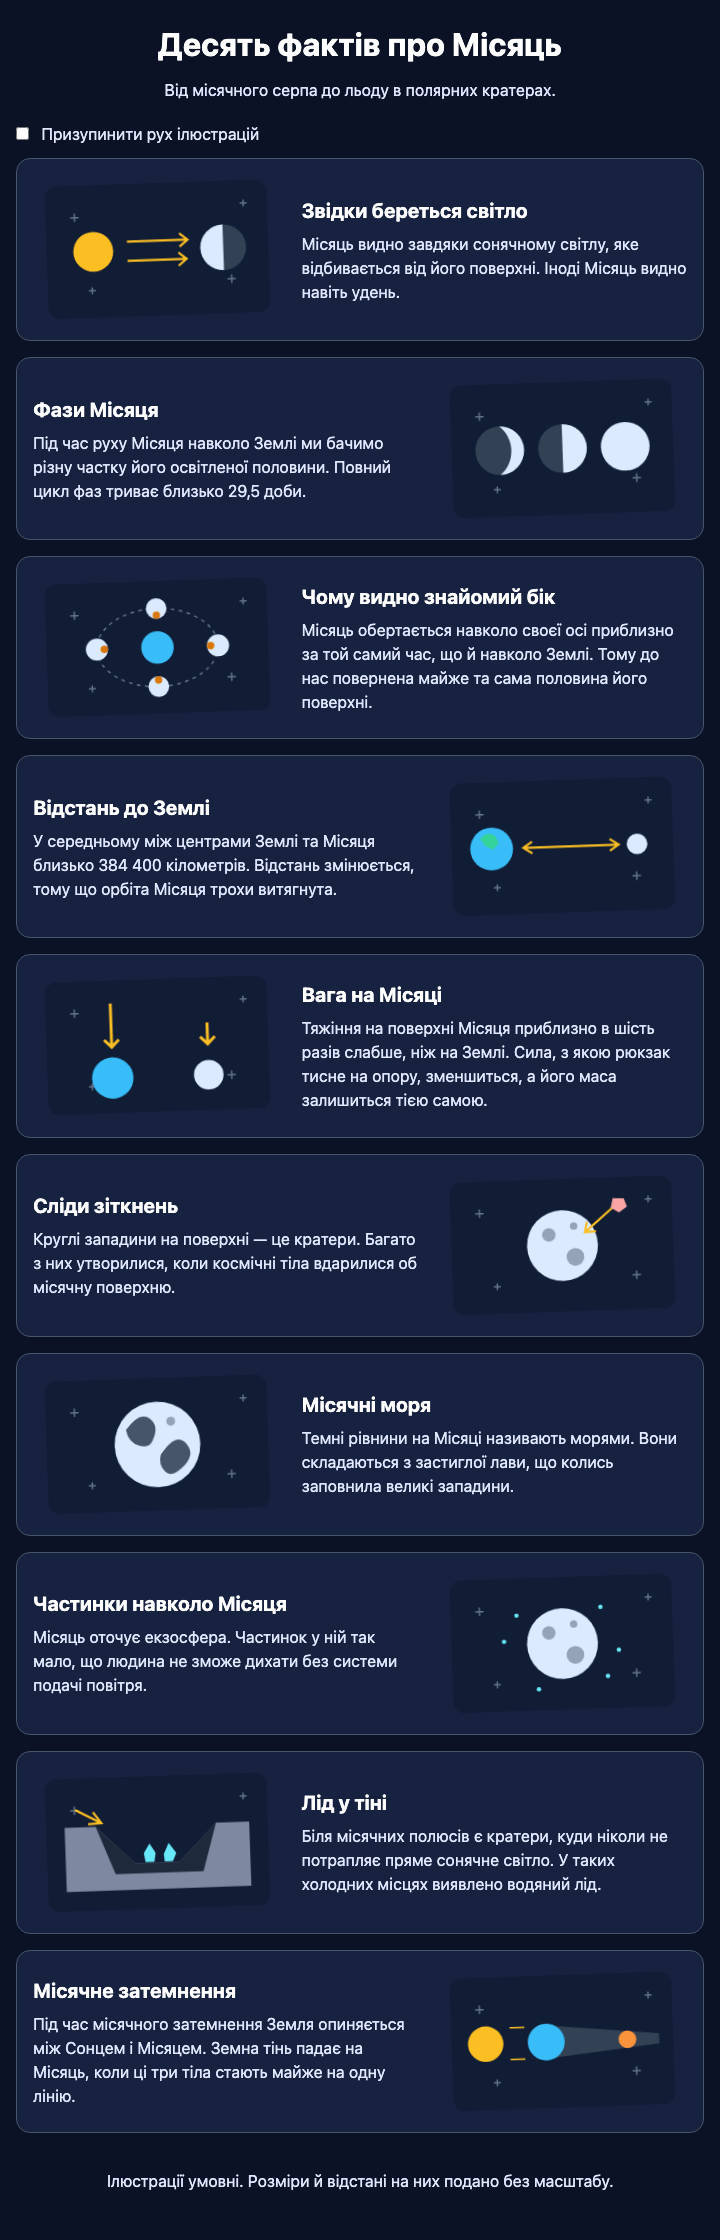 Десять фактів про Місяць
Від місячного серпа до льоду в полярних кратерах.
Призупинити рух ілюстрацій
Звідки береться світло
Місяць видно завдяки сонячному світлу, яке
відбивається від його поверхні. Іноді Місяць видно
навіть удень.
Фази Місяця
Під час руху Місяця навколо Землі ми бачимо
різну частку його освітленої половини. Повний
цикл фаз триває близько 29,5 доби.
Чому видно знайомий бік
Місяць обертається навколо своєї осі приблизно
за той самий час, що й навколо Землі. Тому до
нас повернена майже та сама половина його
поверхні.
Відстань до Землі
У середньому між центрами Землі та Місяця
близько 384 400 кілометрів. Відстань змінюється,
тому що орбіта Місяця трохи витягнута.
Вага на Місяці
Тяжіння на поверхні Місяця приблизно в шість
разів слабше, ніж на Землі. Сила, з якою рюкзак
тисне на опору, зменшиться, а його маса
залишиться тією самою.
Сліди зіткнень
Круглі западини на поверхні — це кратери. Багато
з них утворилися, коли космічні тіла вдарилися об
місячну поверхню.
Місячні моря
Темні рівнини на Місяці називають морями. Вони
складаються з застиглої лави, що колись
заповнила великі западини.
Частинки навколо Місяця
Місяць оточує екзосфера. Частинок у ній так
мало, що людина не зможе дихати без системи
подачі повітря.
Лід у тіні
Біля місячних полюсів є кратери, куди ніколи не
потрапляє пряме сонячне світло. У таких
холодних місцях виявлено водяний лід.
Місячне затемнення
Під час місячного затемнення Земля опиняється
між Сонцем і Місяцем. Земна тінь падає на
Місяць, коли ці три тіла стають майже на одну
лінію.
Ілюстрації умовні. Розміри й відстані на них подано без масштабу.